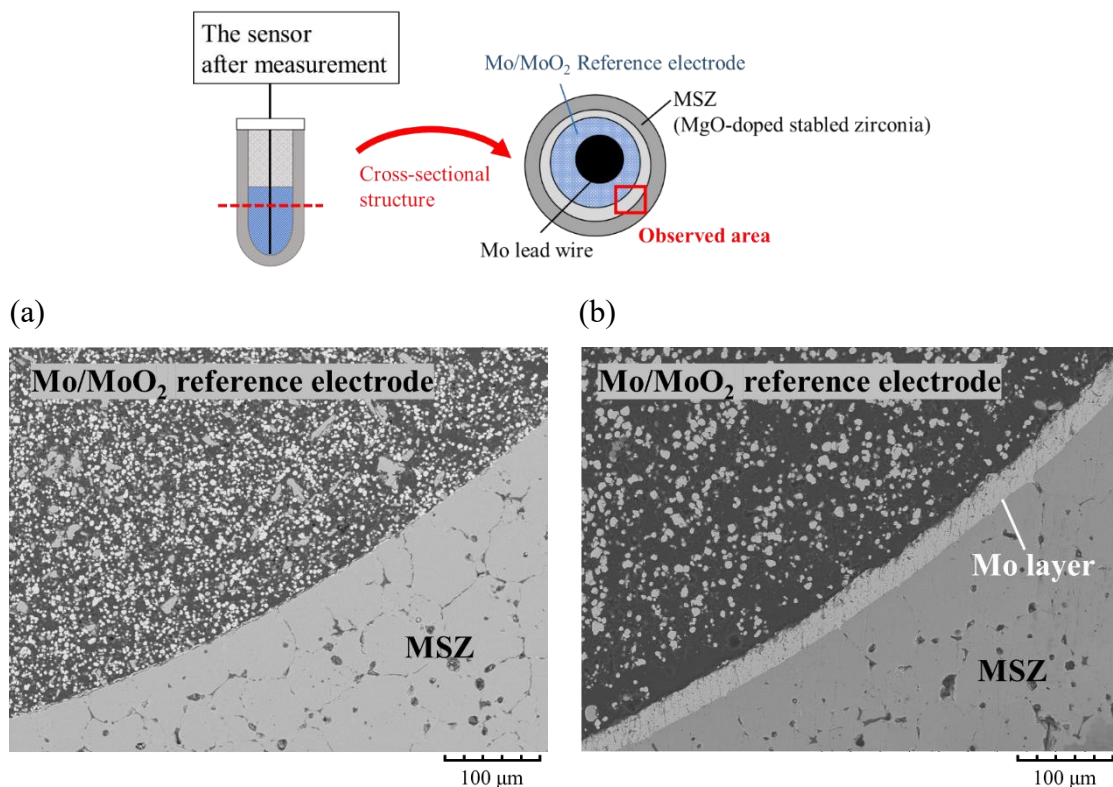 The sensor
after measurement
Mo/MoO₂ Reference electrode
MSZ
(MgO-doped stabled zirconia)
Cross-sectional
structure
Mo lead wire
Observed area
(a)
(b)
Mo/MoO₂ reference electrode
MSZ
100 μm
Mo/MoO₂ reference electrode
Mo layer
MSZ
100 μm